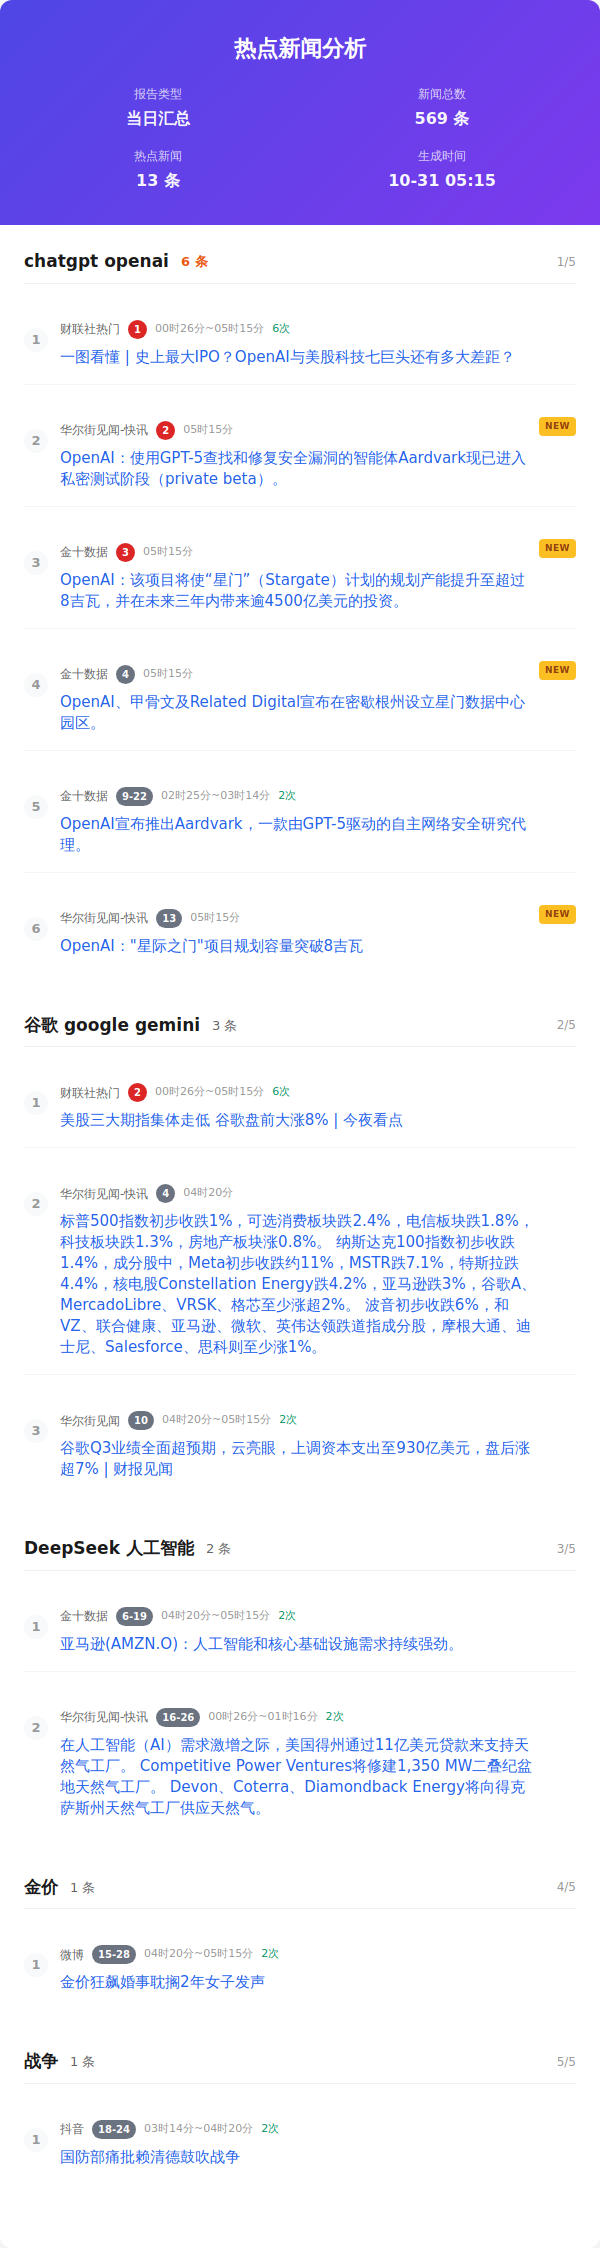 热点新闻分析
报告类型
新闻总数
当日汇总
569 条
热点新闻
生成时间
13 条
10-31 05:15
chatgpt openai 6 条 1/5
1
财联社热门 1 00时26分~05时15分 6次
一图看懂 | 史上最大IPO？OpenAI与美股科技七巨头还有多大差距？
2
华尔街见闻-快讯 2 05时15分 NEW
OpenAI：使用GPT-5查找和修复安全漏洞的智能体Aardvark现已进入
私密测试阶段（private beta）。
3
金十数据 3 05时15分 NEW
OpenAI：该项目将使“星门”（Stargate）计划的规划产能提升至超过
8吉瓦，并在未来三年内带来逾4500亿美元的投资。
4
金十数据 4 05时15分 NEW
OpenAI、甲骨文及Related Digital宣布在密歇根州设立星门数据中心
园区。
5
金十数据 9-22 02时25分~03时14分 2次
OpenAI宣布推出Aardvark，一款由GPT-5驱动的自主网络安全研究代
理。
6
华尔街见闻-快讯 13 05时15分 NEW
OpenAI："星际之门"项目规划容量突破8吉瓦
谷歌 google gemini 3 条 2/5
1
财联社热门 2 00时26分~05时15分 6次
美股三大期指集体走低 谷歌盘前大涨8% | 今夜看点
2
华尔街见闻-快讯 4 04时20分
标普500指数初步收跌1%，可选消费板块跌2.4%，电信板块跌1.8%，
科技板块跌1.3%，房地产板块涨0.8%。 纳斯达克100指数初步收跌
1.4%，成分股中，Meta初步收跌约11%，MSTR跌7.1%，特斯拉跌
4.4%，核电股Constellation Energy跌4.2%，亚马逊跌3%，谷歌A、
MercadoLibre、VRSK、格芯至少涨超2%。 波音初步收跌6%，和
VZ、联合健康、亚马逊、微软、英伟达领跌道指成分股，摩根大通、迪
士尼、Salesforce、思科则至少涨1%。
3
华尔街见闻 10 04时20分~05时15分 2次
谷歌Q3业绩全面超预期，云亮眼，上调资本支出至930亿美元，盘后涨
超7% | 财报见闻
DeepSeek 人工智能 2 条 3/5
1
金十数据 6-19 04时20分~05时15分 2次
亚马逊(AMZN.O)：人工智能和核心基础设施需求持续强劲。
2
华尔街见闻-快讯 16-26 00时26分~01时16分 2次
在人工智能（AI）需求激增之际，美国得州通过11亿美元贷款来支持天
然气工厂。 Competitive Power Ventures将修建1,350 MW二叠纪盆
地天然气工厂。 Devon、Coterra、Diamondback Energy将向得克
萨斯州天然气工厂供应天然气。
金价 1 条 4/5
1
微博 15-28 04时20分~05时15分 2次
金价狂飙婚事耽搁2年女子发声
战争 1 条 5/5
1
抖音 18-24 03时14分~04时20分 2次
国防部痛批赖清德鼓吹战争